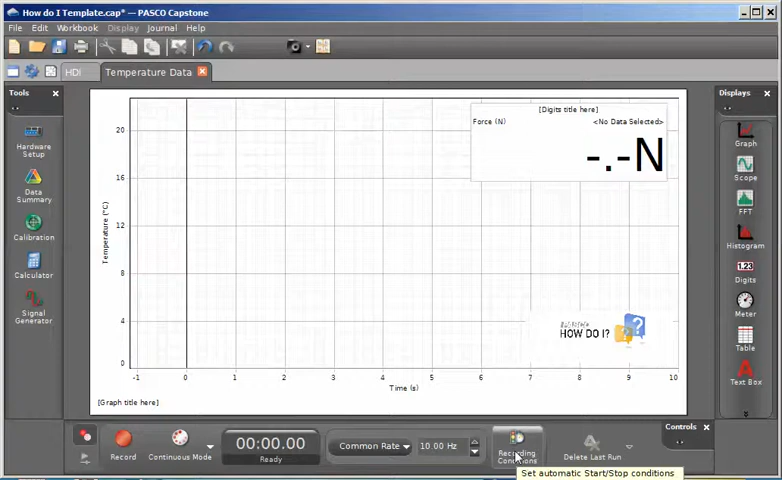 How do I Template.cap* — PASCO Capstone
File Edit Workbook Display Journal Help
HDI Temperature Data
Tools
Hardware
Setup
Data
Summary
Calibration
Calculator
Signal
Generator
[Digits title here]
Force (N) <No Data Selected>
-.-N
20
16
12
8
4
0
Temperature (°C)
-1 0 1 2 3 4 5 6 7 8 9 10
Time (s)
[Graph title here]
HOW DO I?
Displays
Graph
Scope
FFT
Histogram
1.23
Digits
Meter
Table
Text Box
Record
Continuous Mode
00:00.00
Ready
Common Rate
10.00 Hz
Recording
Conditions
Delete Last Run
Controls
Set automatic Start/Stop conditions